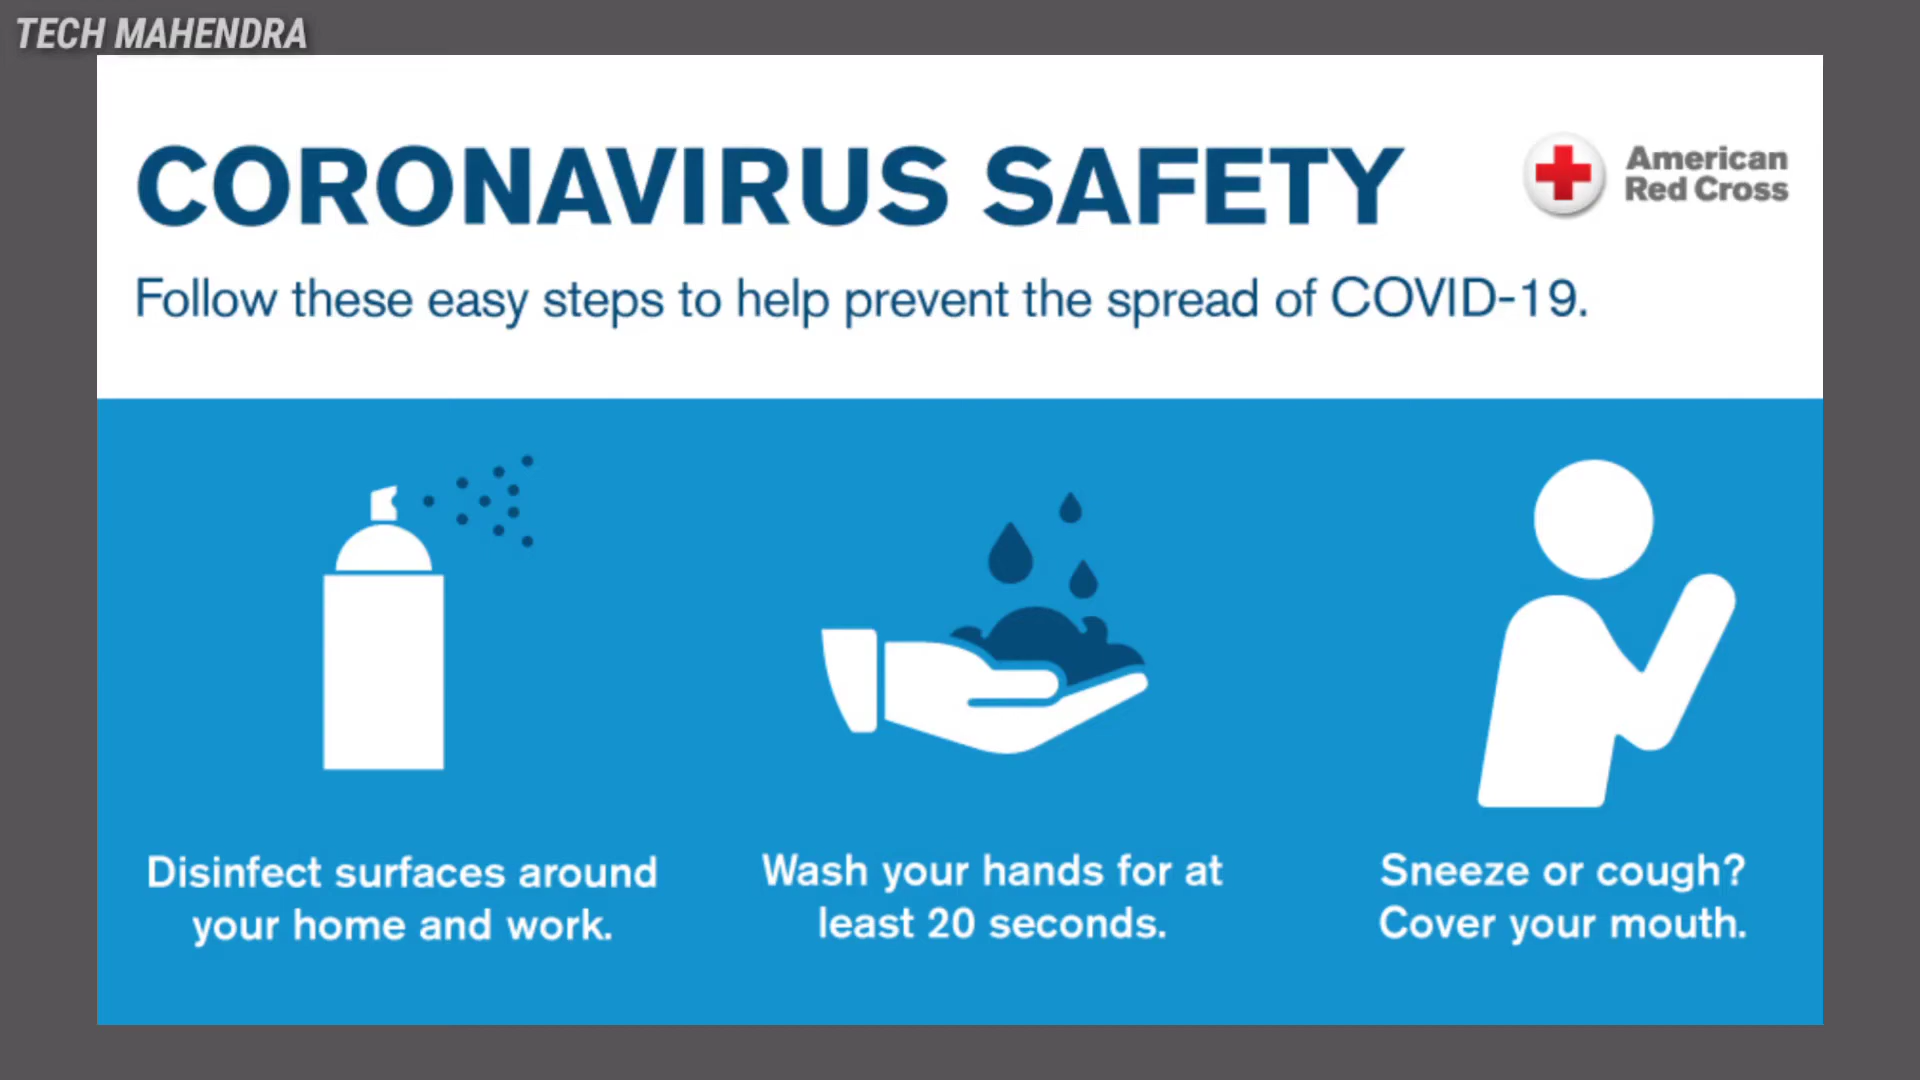 TECH MAHENDRA
CORONAVIRUS SAFETY
American
Red Cross
Follow these easy steps to help prevent the spread of COVID-19.
Disinfect surfaces around
your home and work.
Wash your hands for at
least 20 seconds.
Sneeze or cough?
Cover your mouth.